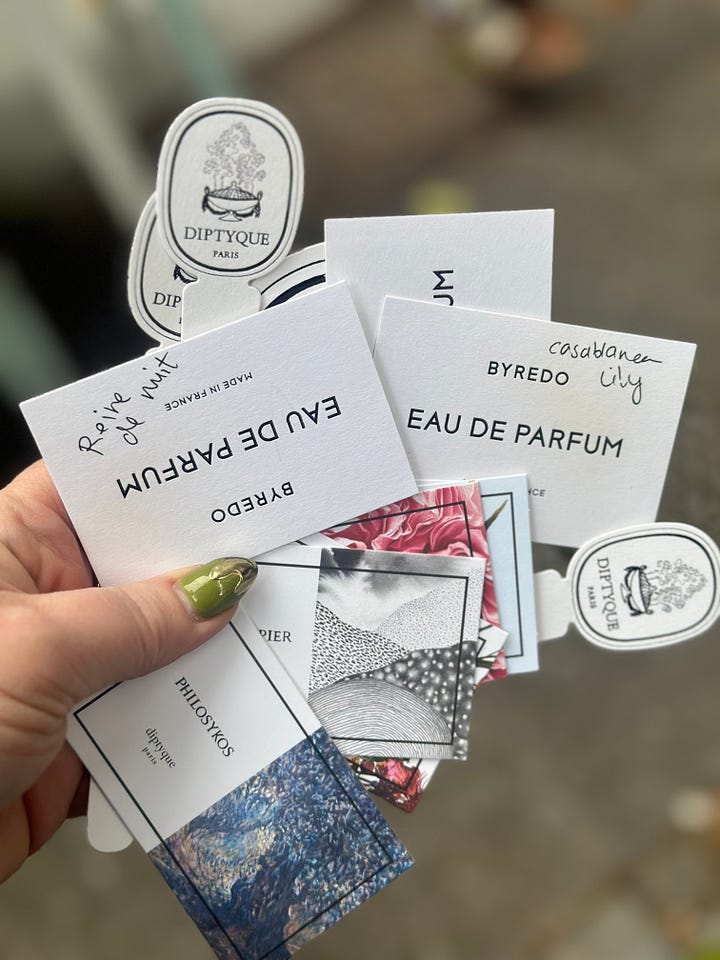 DIPTYQUE
PARIS
DIP
UM
casablanca
lily
BYREDO
EAU DE PARFUM
NCE
Reine
de nuit
MADE IN FRANCE
EAU DE PARFUM
BYREDO
DIPTYQUE
PARIS
PIER
PHILOSYKOS
diptyque
paris